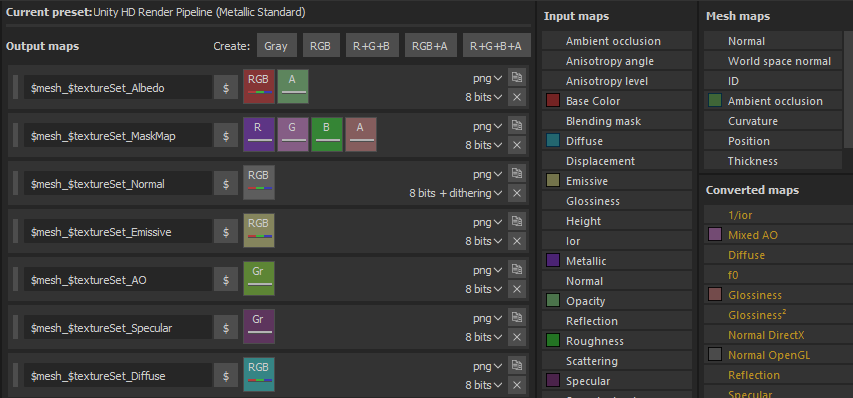 Current preset:Unity HD Render Pipeline (Metallic Standard)
Output maps Create: Gray RGB R+G+B RGB+A R+G+B+A
$mesh_$textureSet_Albedo $ RGB A png
8 bits
$mesh_$textureSet_MaskMap $ R G B A png
8 bits
$mesh_$textureSet_Normal $ RGB png
8 bits + dithering
$mesh_$textureSet_Emissive $ RGB png
8 bits
$mesh_$textureSet_AO $ Gr png
8 bits
$mesh_$textureSet_Specular $ Gr png
8 bits
$mesh_$textureSet_Diffuse $ RGB png
8 bits
Input maps
Ambient occlusion
Anisotropy angle
Anisotropy level
Base Color
Blending mask
Diffuse
Displacement
Emissive
Glossiness
Height
Ior
Metallic
Normal
Opacity
Reflection
Roughness
Scattering
Specular
Mesh maps
Normal
World space normal
ID
Ambient occlusion
Curvature
Position
Thickness
Converted maps
1/ior
Mixed AO
Diffuse
f0
Glossiness
Glossiness²
Normal DirectX
Normal OpenGL
Reflection
Specular